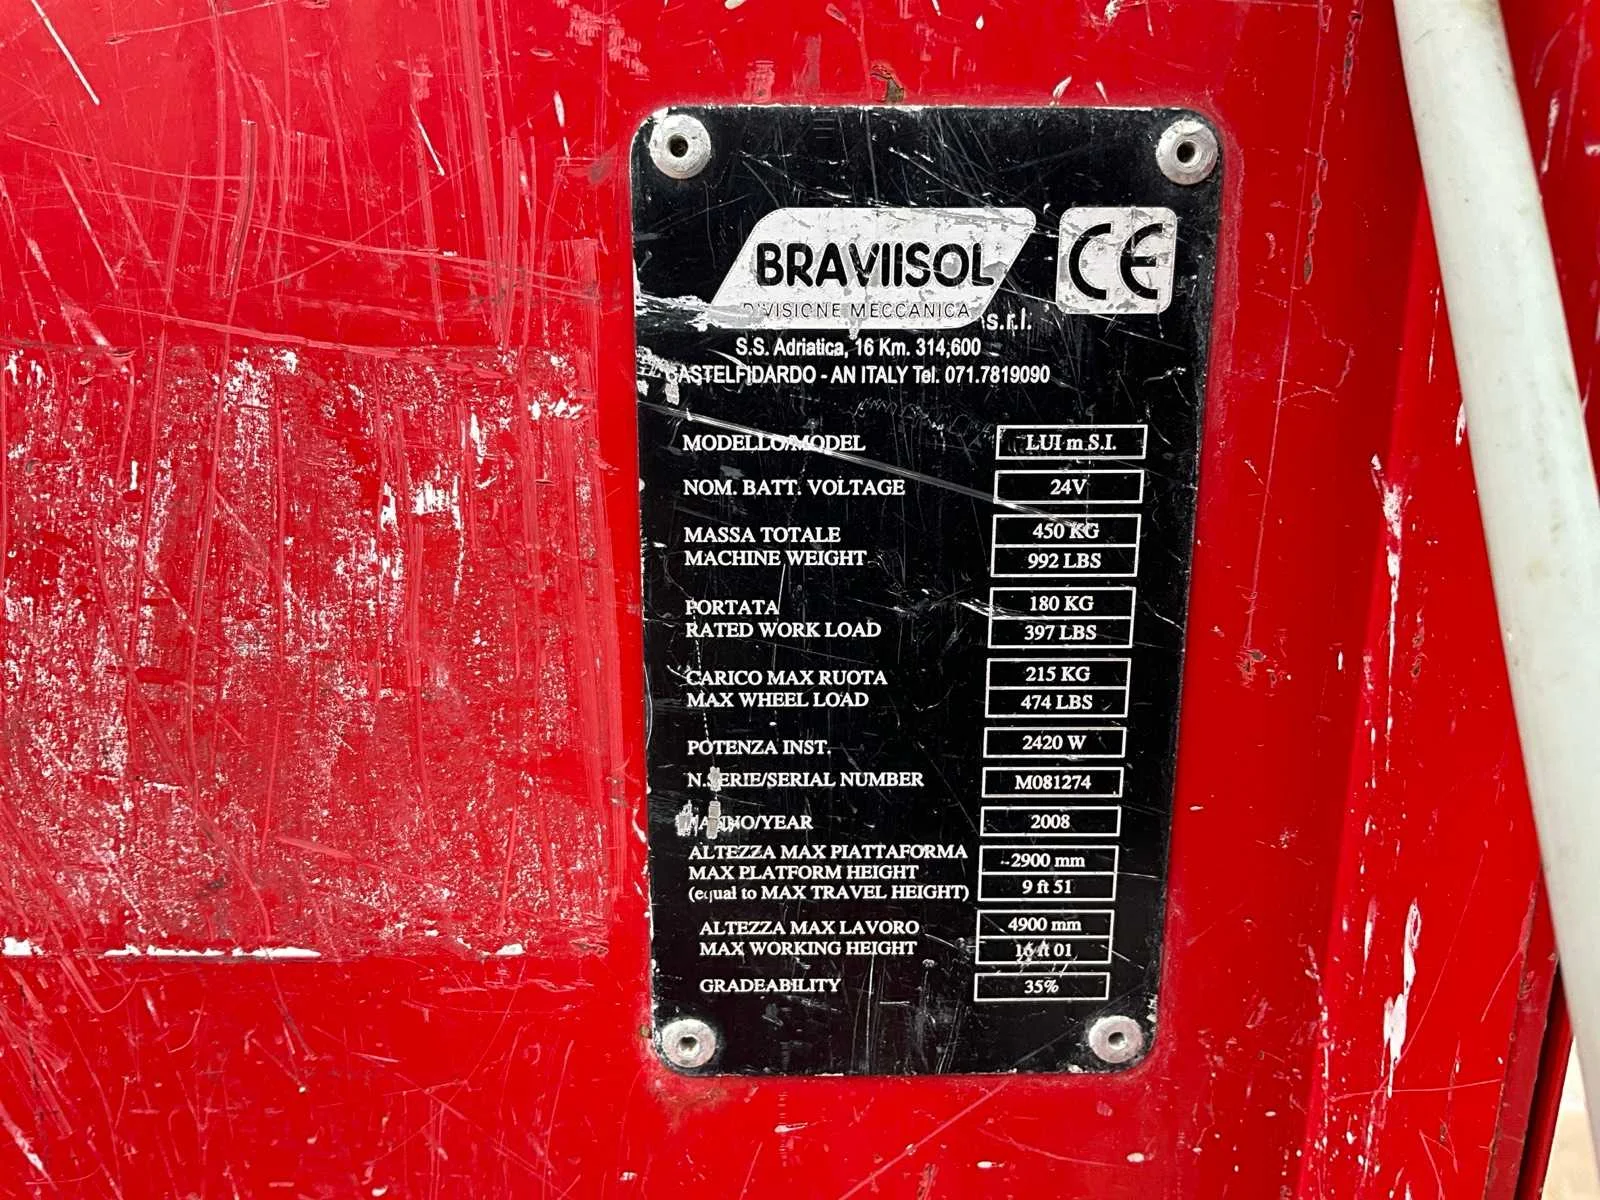 BRAVIISOL
DIVISIONE MECCANICA
s.r.l.
CE
S.S. Adriatica, 16 Km. 314,600
ASTELFIDARDO - AN ITALY Tel. 071.7819090
MODELLO/MODEL LUI m S.I.
NOM. BATT. VOLTAGE 24V
MASSA TOTALE 450 KG
MACHINE WEIGHT 992 LBS
PORTATA 180 KG
RATED WORK LOAD 397 LBS
CARICO MAX RUOTA 215 KG
MAX WHEEL LOAD 474 LBS
POTENZA INST. 2420 W
N.SERIE/SERIAL NUMBER M081274
ANNO/YEAR 2008
ALTEZZA MAX PIATTAFORMA 2900 mm
MAX PLATFORM HEIGHT 9 ft 51
(equal to MAX TRAVEL HEIGHT)
ALTEZZA MAX LAVORO 4900 mm
MAX WORKING HEIGHT 16 ft 01
GRADEABILITY 35%